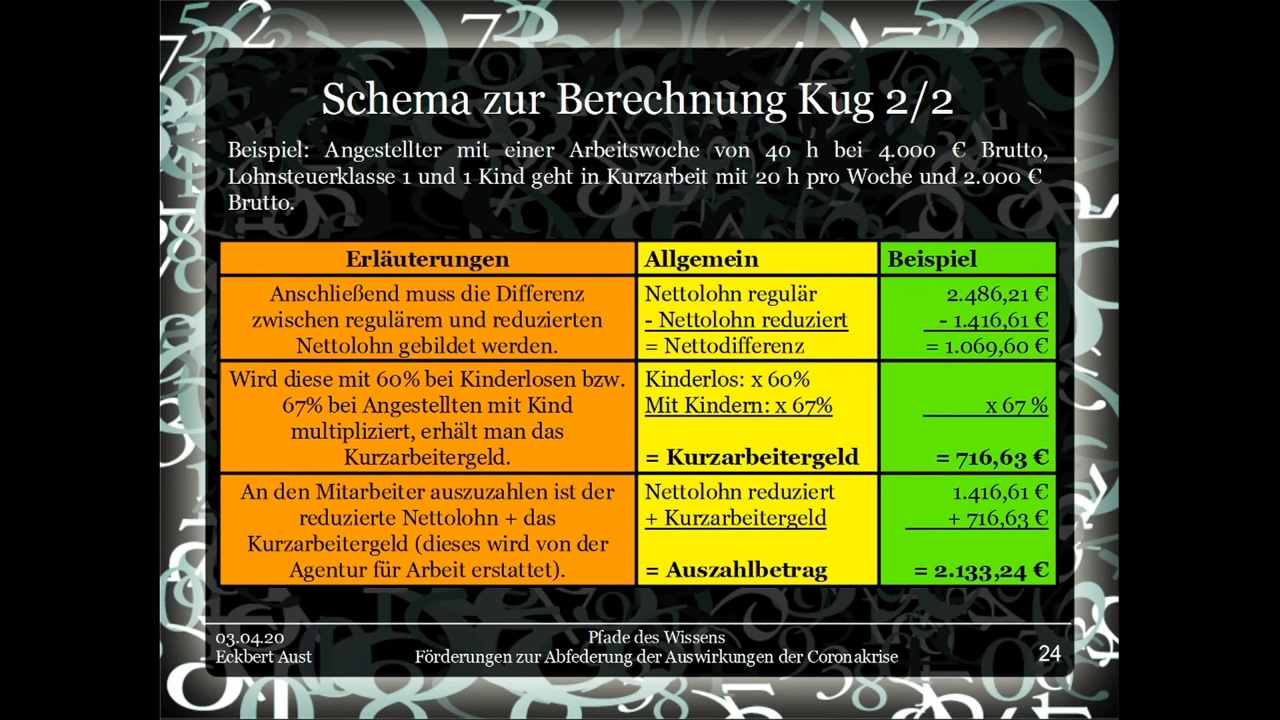 Schema zur Berechnung Kug 2/2
Beispiel: Angestellter mit einer Arbeitswoche von 40 h bei 4.000 € Brutto,
Lohnsteuerklasse 1 und 1 Kind geht in Kurzarbeit mit 20 h pro Woche und 2.000 €
Brutto.
Erläuterungen
Allgemein
Beispiel
Anschließend muss die Differenz
zwischen regulärem und reduzierten
Nettolohn gebildet werden.
Nettolohn regulär
- Nettolohn reduziert
= Nettodifferenz
2.486,21 €
- 1.416,61 €
= 1.069,60 €
Wird diese mit 60% bei Kinderlosen bzw.
67% bei Angestellten mit Kind
multipliziert, erhält man das
Kurzarbeitergeld.
Kinderlos: x 60%
Mit Kindern: x 67%
= Kurzarbeitergeld
x 67 %
= 716,63 €
An den Mitarbeiter auszuzahlen ist der
reduzierte Nettolohn + das
Kurzarbeitergeld (dieses wird von der
Agentur für Arbeit erstattet).
Nettolohn reduziert
+ Kurzarbeitergeld
= Auszahlbetrag
1.416,61 €
+ 716,63 €
= 2.133,24 €
03.04.20
Eckbert Aust
Pfade des Wissens
Förderungen zur Abfederung der Auswirkungen der Coronakrise
24